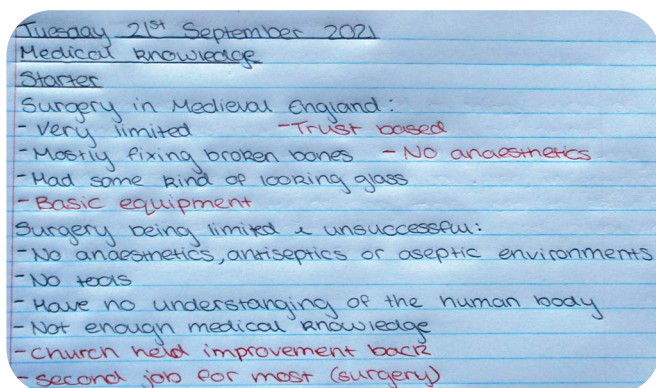 Tuesday 21st September 2021
Medical knowledge
Starter
Surgery in Medieval England:
- Very limited - Trust based
- Mostly fixing broken bones - No anaesthetics
- Had some kind of looking glass
- Basic equipment
Surgery being limited & unsuccessful:
- No anaesthetics, antiseptics or aseptic environments
- No tools
- Have no understanging of the human body
- Not enough medical knowledge
- Church held improvement back
- Second job for most (surgery)